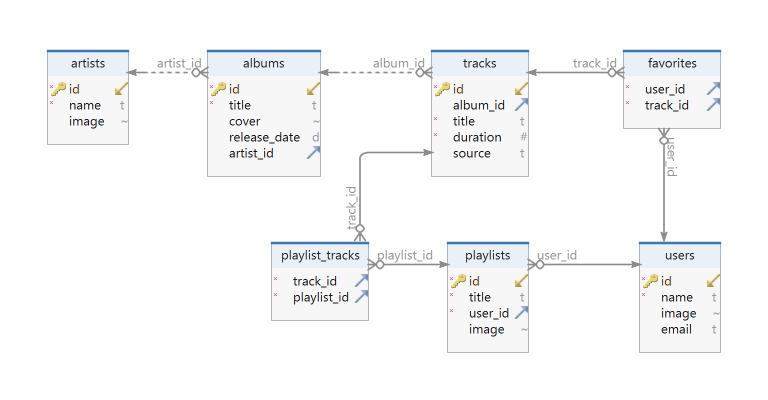 artists
id
name t
image ~
artist_id
albums
id
title t
cover ~
release_date d
artist_id
album_id
tracks
id
album_id
title t
duration #
source t
track_id
favorites
user_id
track_id
track_id
user_id
playlist_tracks
track_id
playlist_id
playlist_id
playlists
id
title t
user_id
image ~
user_id
users
id
name t
image ~
email t